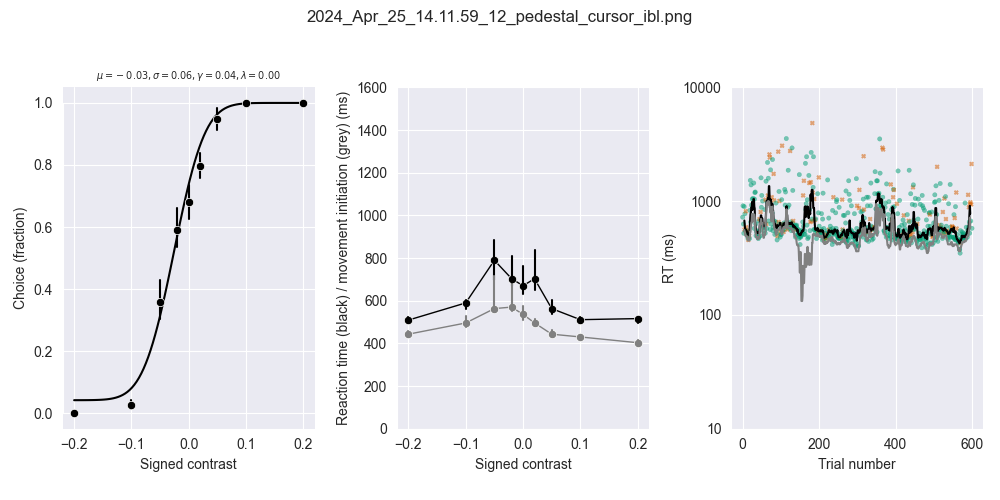 2024_Apr_25_14.11.59_12_pedestal_cursor_ibl.png
μ = − 0.03, σ = 0.06, γ = 0.04, λ = 0.00
Choice (fraction)
1.0
0.8
0.6
0.4
0.2
0.0
−0.2 −0.1 0.0 0.1 0.2
Signed contrast
Reaction time (black) / movement initiation (grey) (ms)
1600
1400
1200
1000
800
600
400
200
0
−0.2 −0.1 0.0 0.1 0.2
Signed contrast
RT (ms)
10000
1000
100
10
0 200 400 600
Trial number